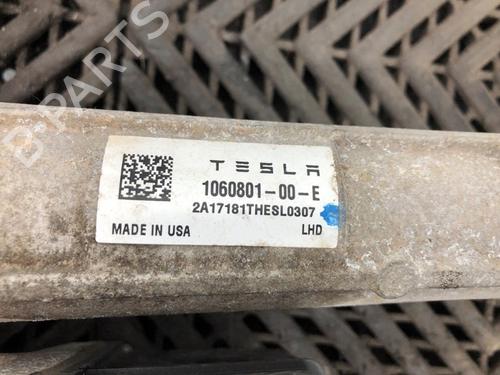 B-PARTS
TESLA
1060801-00-E
2A17181THESL0307
MADE IN USA LHD